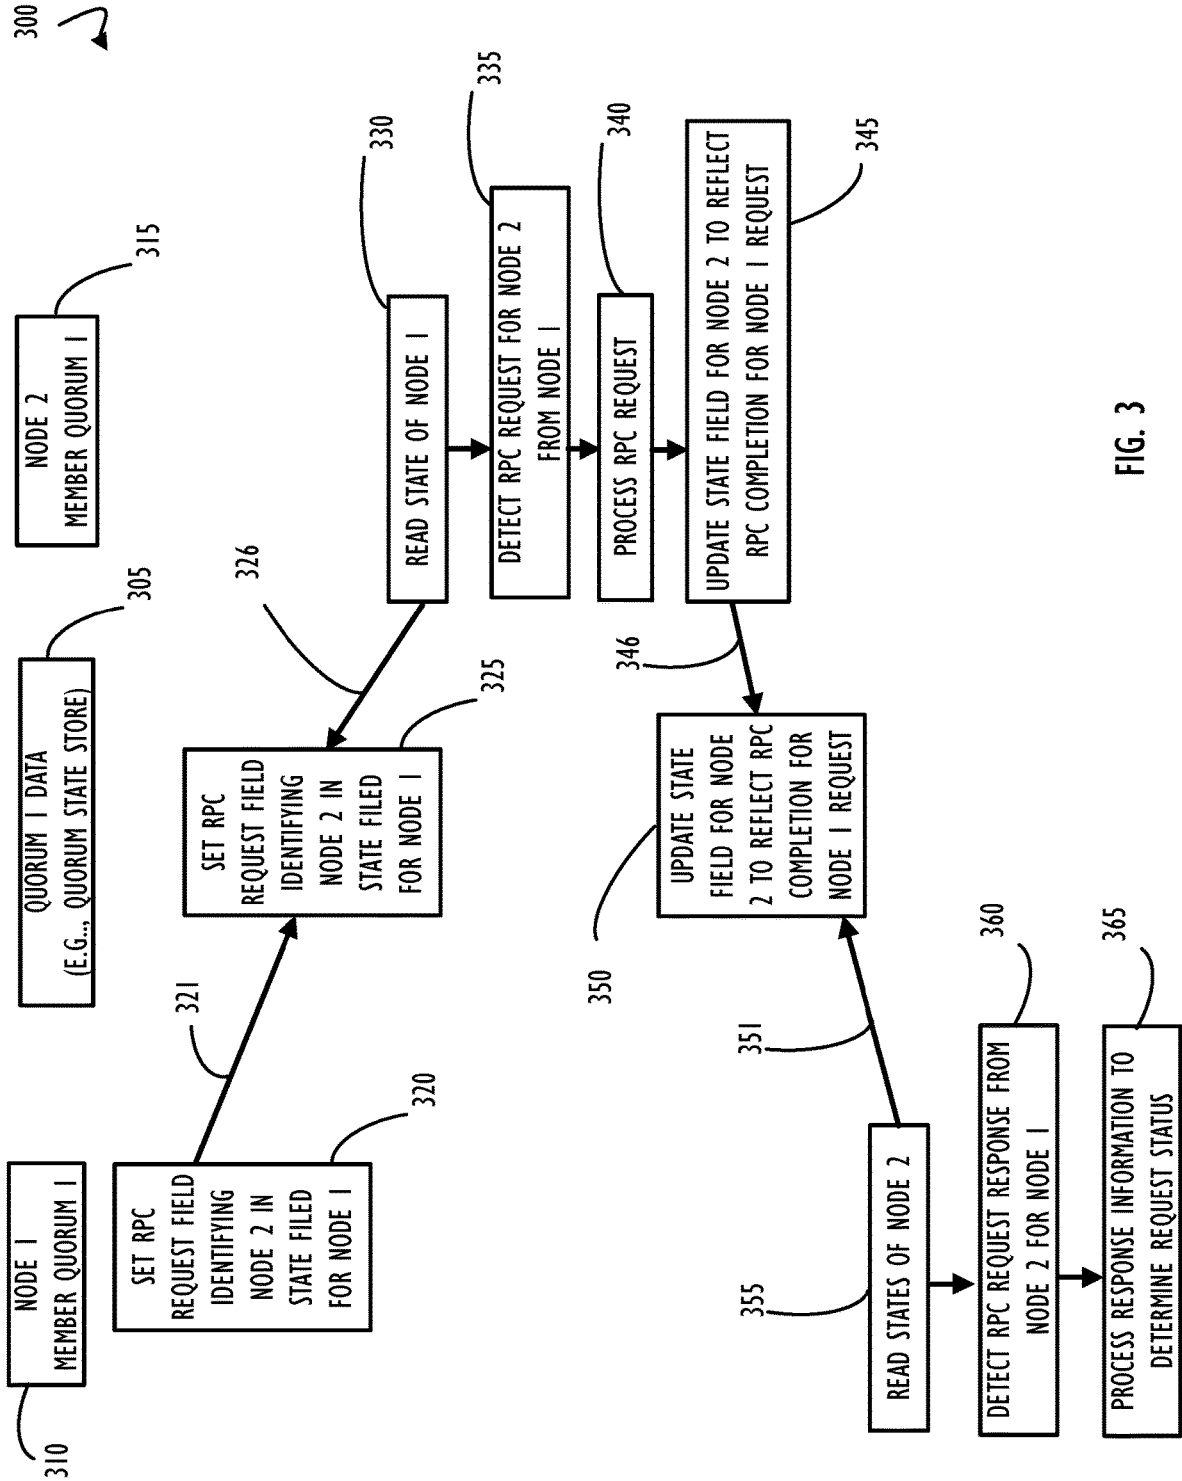 300
NODE 1
MEMBER QUORUM 1
310
QUORUM 1 DATA
(E.G.., QUORUM STATE STORE)
305
NODE 2
MEMBER QUORUM 1
315
SET RPC
REQUEST FIELD
IDENTIFYING
NODE 2 IN
STATE FILED
FOR NODE 1
320
321
SET RPC
REQUEST FIELD
IDENTIFYING
NODE 2 IN
STATE FILED
FOR NODE 1
325
326
READ STATE OF NODE 1
330
DETECT RPC REQUEST FOR NODE 2
FROM NODE 1
335
PROCESS RPC REQUEST
340
UPDATE STATE FIELD FOR NODE 2 TO REFLECT
RPC COMPLETION FOR NODE 1 REQUEST
345
346
UPDATE STATE
FIELD FOR NODE
2 TO REFLECT RPC
COMPLETION FOR
NODE 1 REQUEST
350
351
READ STATES OF NODE 2
355
DETECT RPC REQUEST RESPONSE FROM
NODE 2 FOR NODE 1
360
PROCESS RESPONSE INFORMATION TO
DETERMINE REQUEST STATUS
365
FIG. 3